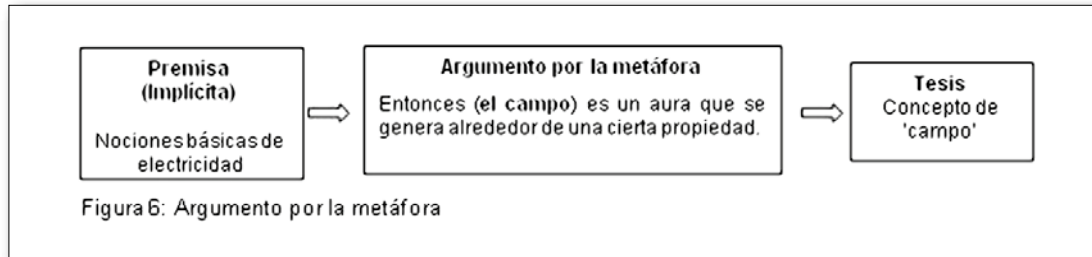 Premisa
(Implícita)
Nociones básicas de
electricidad
Argumento por la metáfora
Entonces (el campo) es un aura que se
genera alrededor de una cierta propiedad.
Tesis
Concepto de
'campo'
Figura 6: Argumento por la metáfora